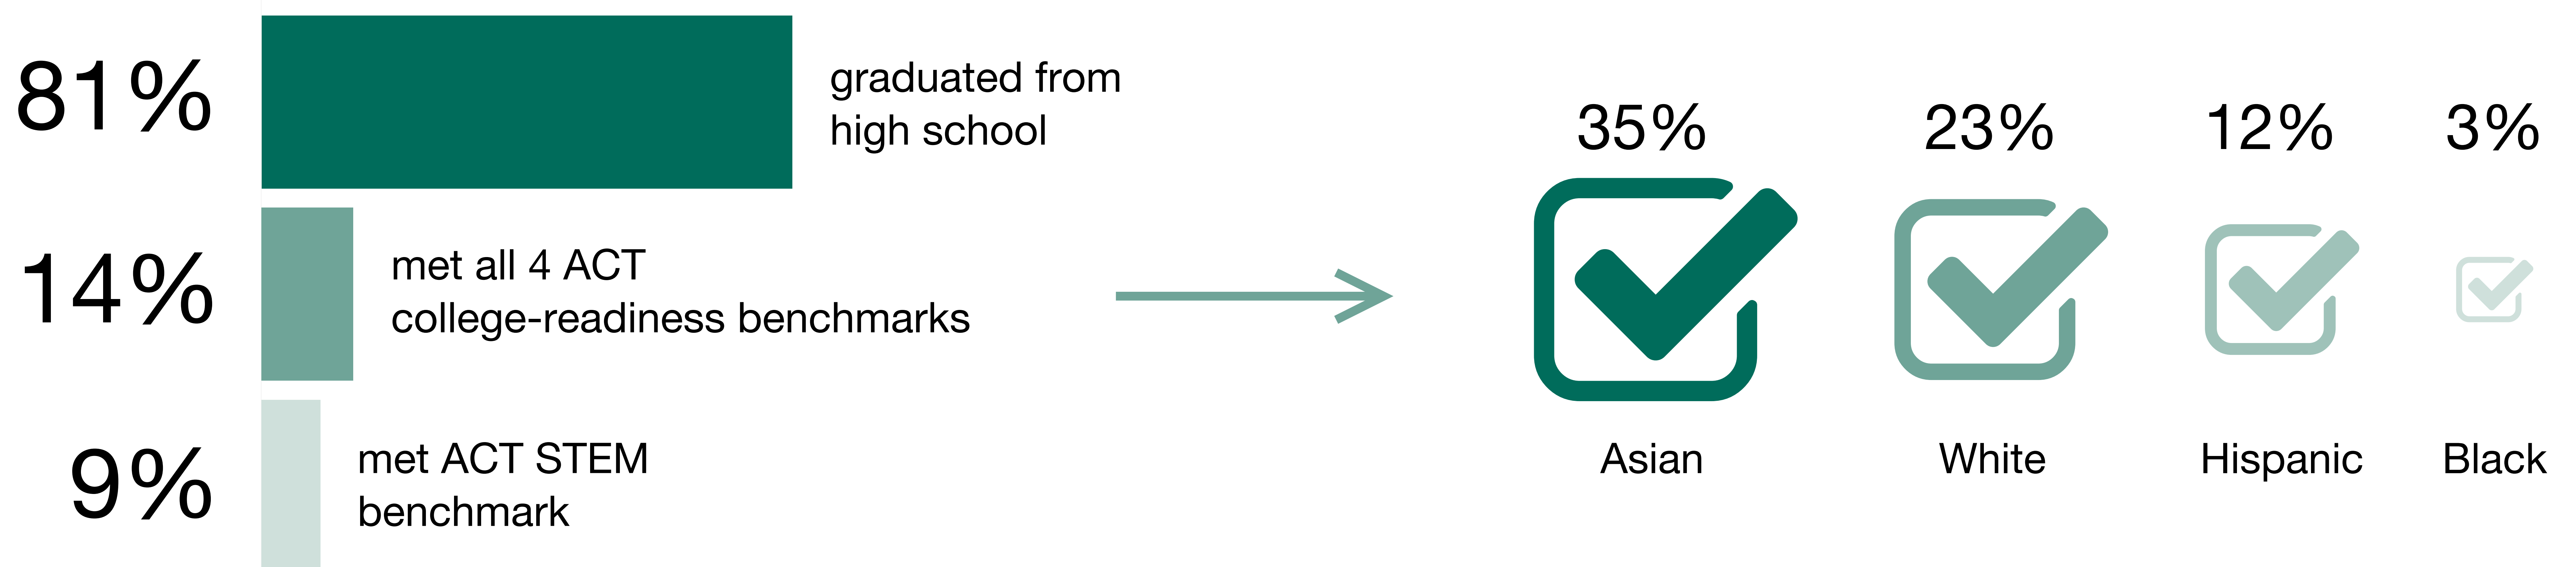 81%
graduated from
high school
14%
met all 4 ACT
college-readiness benchmarks
9%
met ACT STEM
benchmark
35%
23%
12%
3%
Asian
White
Hispanic
Black